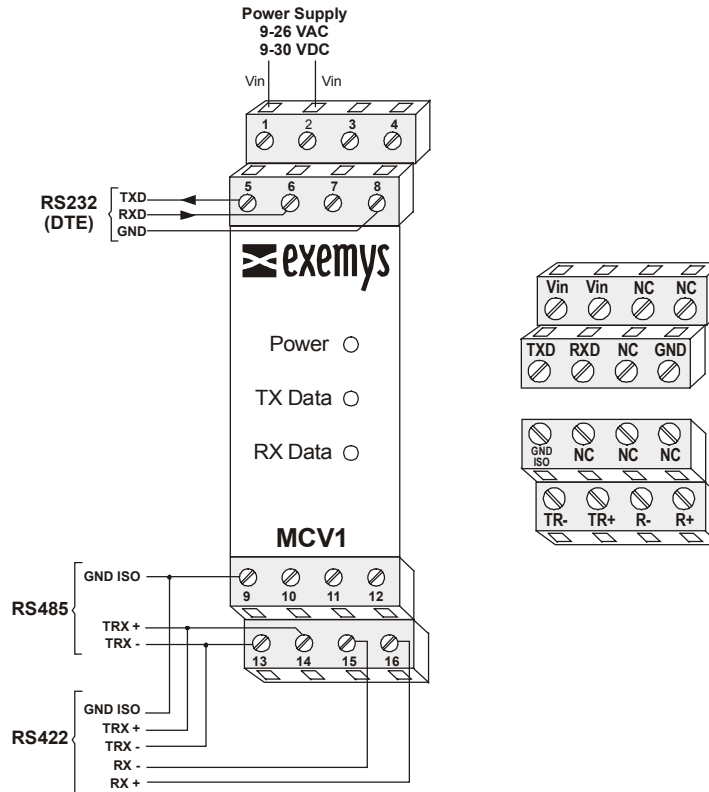 Power Supply
9-26 VAC
9-30 VDC
Vin Vin
1 2 3 4
5 6 7 8
RS232
(DTE)
TXD
RXD
GND
exemys
Power
TX Data
RX Data
MCV1
Vin Vin NC NC
TXD RXD NC GND
GND ISO NC NC NC
TR- TR+ R- R+
RS485
GND ISO
TRX +
TRX -
9 10 11 12
13 14 15 16
RS422
GND ISO
TRX +
TRX -
RX -
RX +